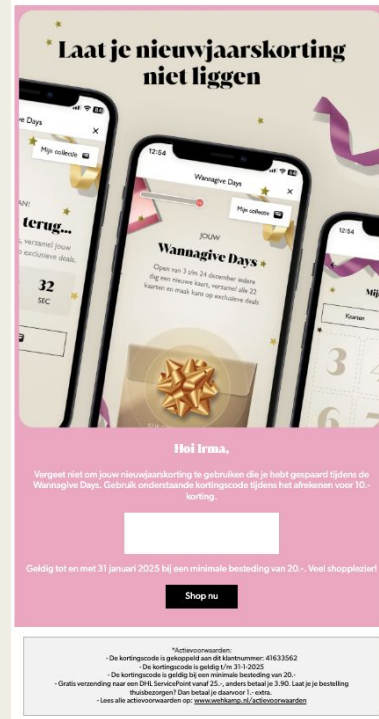 Laat je nieuwjaarskorting
niet liggen
Days
Mijn collectie
terug...
verzamel jouw
exclusieve deals.
32
SEC
12:54
Wannagive Days
Mijn collectie
JOUW
Wannagive Days
Open van 3 t/m 24 december iedere
dag een nieuwe kaart, verzamel alle 22
kaarten en maak kans op exclusieve deals
12:54
Mij
Kaarten
3
Hoi Irma,
Vergeet niet om jouw nieuwjaarskorting te gebruiken die je hebt gespaard tijdens de
Wannagive Days. Gebruik onderstaande kortingscode tijdens het afrekenen voor 10.-
korting.
Geldig tot en met 31 januari 2025 bij een minimale besteding van 20.-. Veel shopplezier!
Shop nu
*Actievoorwaarden:
- De kortingscode is gekoppeld aan dit klantnummer: 41633562
- De kortingscode is geldig t/m 31-1-2025
- De kortingscode is geldig bij een minimale besteding van 20.-
- Gratis verzending naar een DHL ServicePoint vanaf 25.-, anders betaal je 3.90. Laat je je bestelling
thuisbezorgen? Dan betaal je daarvoor 1.- extra.
- Lees alle actievoorwaarden op: www.wehkamp.nl/actievoorwaarden